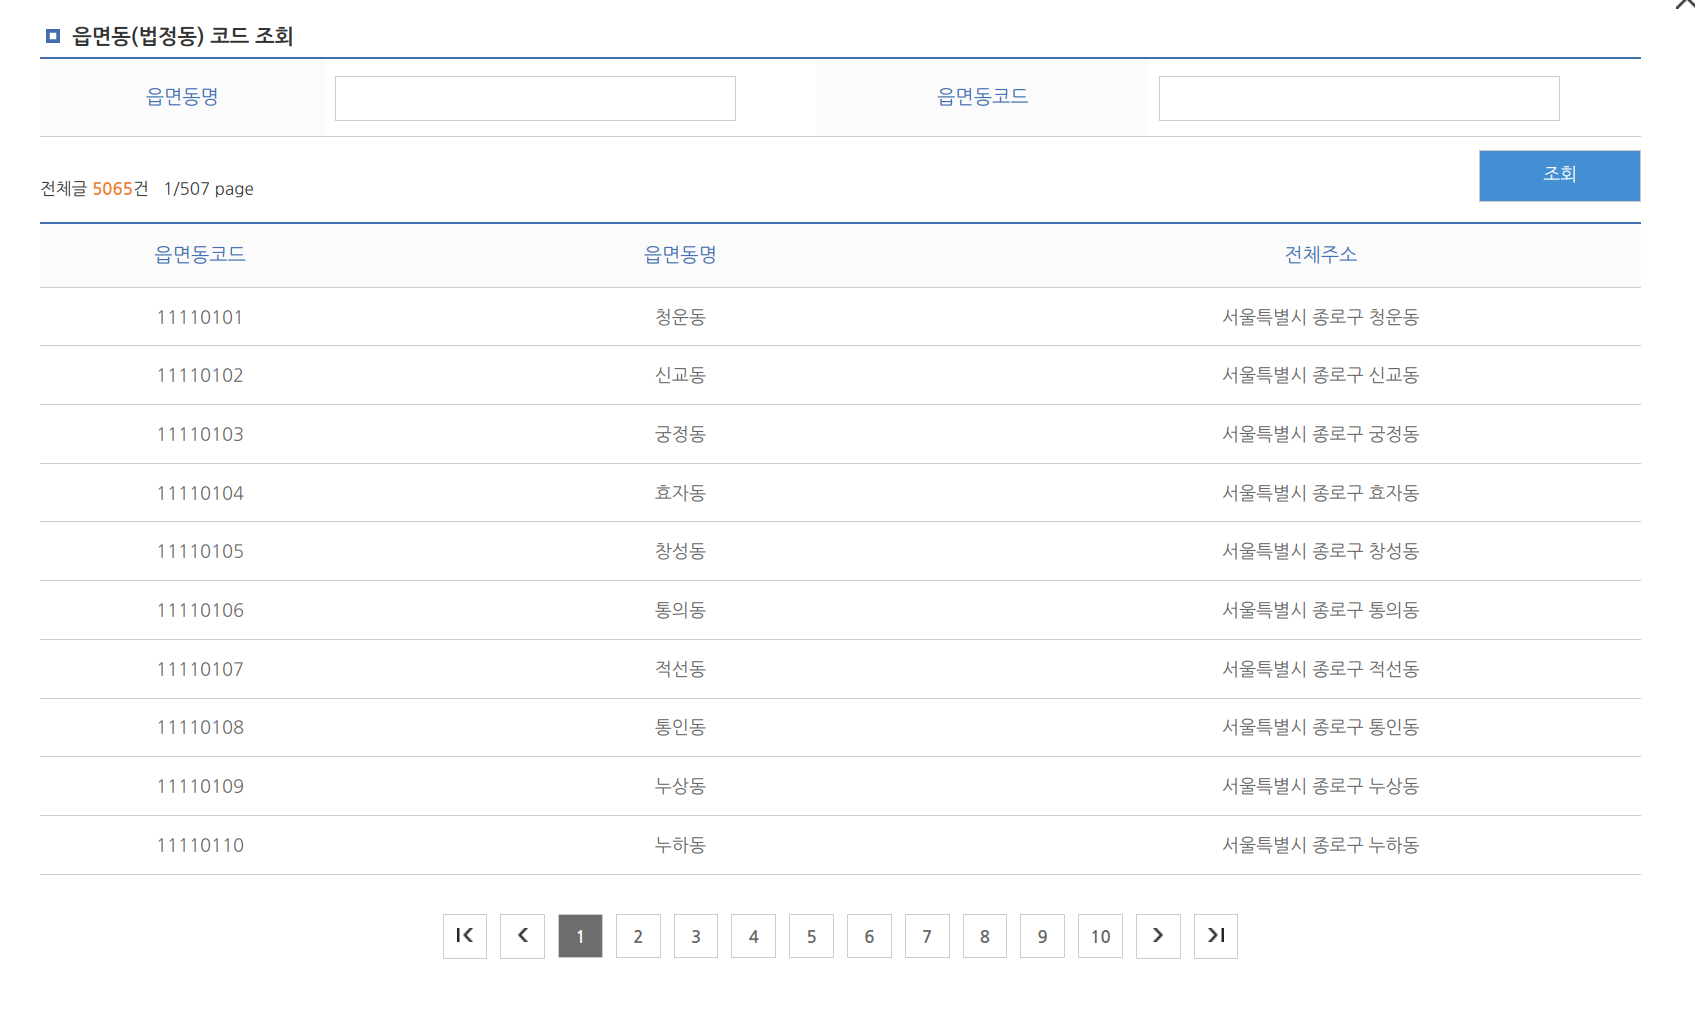 읍면동(법정동) 코드 조회
읍면동명 읍면동코드
조회
전체글 5065건 1/507 page
읍면동코드 읍면동명 전체주소
11110101 청운동 서울특별시 종로구 청운동
11110102 신교동 서울특별시 종로구 신교동
11110103 궁정동 서울특별시 종로구 궁정동
11110104 효자동 서울특별시 종로구 효자동
11110105 창성동 서울특별시 종로구 창성동
11110106 통의동 서울특별시 종로구 통의동
11110107 적선동 서울특별시 종로구 적선동
11110108 통인동 서울특별시 종로구 통인동
11110109 누상동 서울특별시 종로구 누상동
11110110 누하동 서울특별시 종로구 누하동
1 2 3 4 5 6 7 8 9 10